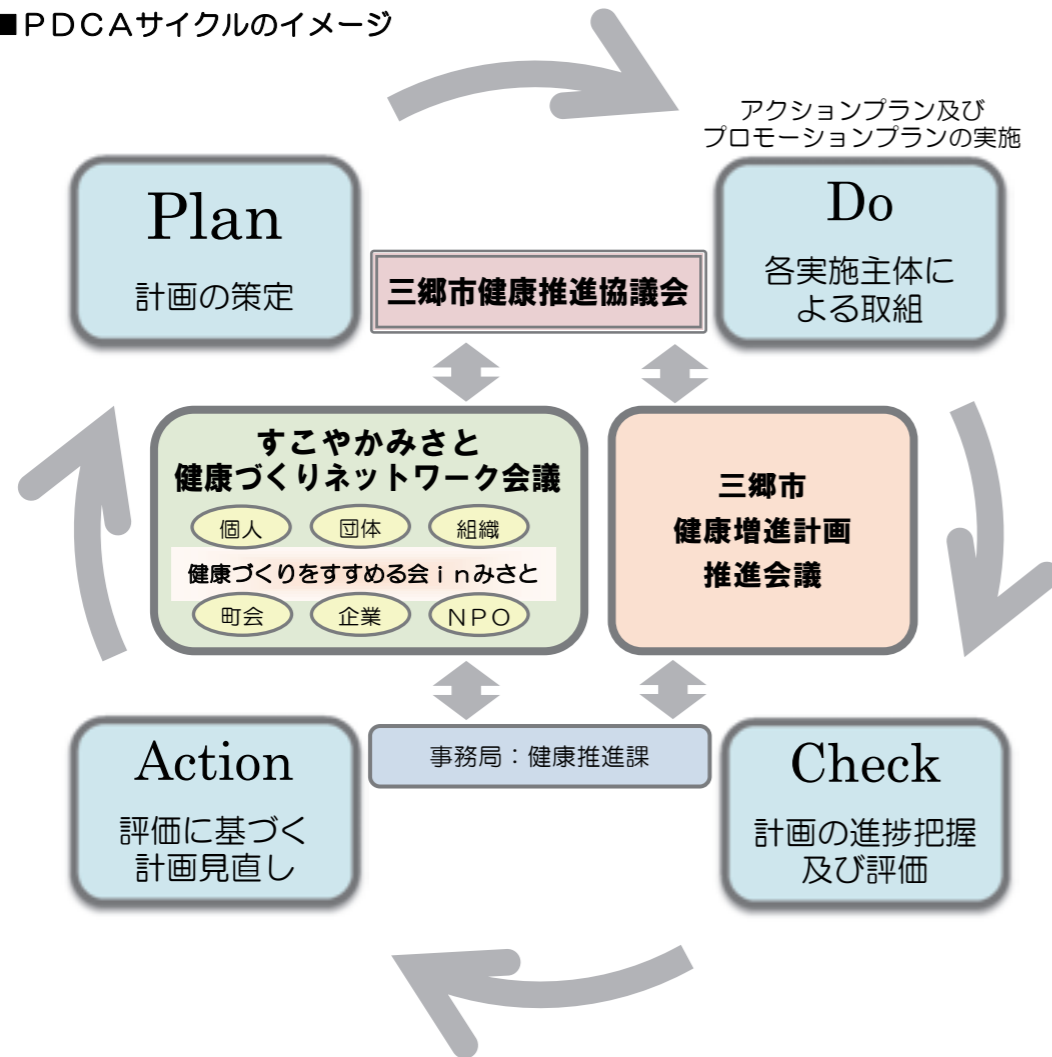 ■PDCAサイクルのイメージ
アクションプラン及び
プロモーションプランの実施
Plan
計画の策定
Do
各実施主体に
よる取組
三郷市健康推進協議会
すこやかみさと
健康づくりネットワーク会議
個人
団体
組織
健康づくりをすすめる会inみさと
町会
企業
NPO
三郷市
健康増進計画
推進会議
事務局:健康推進課
Action
評価に基づく
計画見直し
Check
計画の進捗把握
及び評価